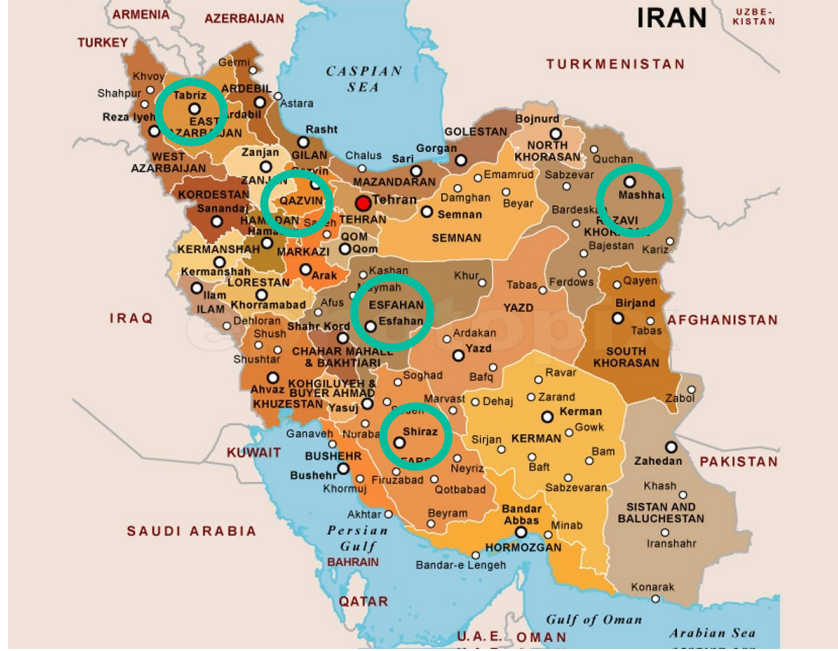 ARMENIA
AZERBAIJAN
IRAN
UZBE-
KISTAN
TURKEY
TURKMENISTAN
CASPIAN
SEA
Germi
Khvoy
Shahpur
Tabriz
ARDEBIL
Astara
Ardabil
Reza Iyeh
EAST
AZARBAIJAN
Rasht
GILAN
Chalus
Sari
Gorgan
GOLESTAN
Bojnurd
NORTH
KHORASAN
Quchan
WEST
AZARBAIJAN
Zanjan
ZANJAN
MAZANDARAN
Emamrud
Damghan
Beyar
Sabzevar
Mashhad
KORDESTAN
Sanandaj
QAZVIN
Tehran
TEHRAN
Semnan
SEMNAN
Bardeskan
RAZAVI
KHORASAN
HAMADAN
Saveh
QOM
Qom
Bajestan
Kariz
KERMANSHAH
Kermanshah
MARKAZI
Arak
Kashan
Khur
Tabas
Ferdows
Qayen
Ilam
ILAM
LORESTAN
Khorramabad
Maymah
Afus
ESFAHAN
Esfahan
YAZD
Birjand
Tabas
AFGHANISTAN
IRAQ
Dehloran
Shush
Shushtar
Shahr Kord
CHAHAR MAHALL
& BAKHTIARI
Ardakan
Yazd
Bafq
SOUTH
KHORASAN
Ahvaz
KHUZESTAN
KOHGILUYEH &
BUYER AHMAD
Yasuj
Soghad
Marvast
Dehaj
Ravar
Zarand
Kerman
Zabol
Shiraz
FARS
Nurabad
Ganaveh
KUWAIT
BUSHEHR
Bushehr
Khormuj
Firuzabad
Neyriz
Qotbabad
Sirjan
KERMAN
Gowk
Bam
Baft
Sabzevaran
Zahedan
PAKISTAN
Khash
SISTAN AND
BALUCHESTAN
Iranshahr
SAUDI ARABIA
Akhtar
Beyram
Bandar
Abbas
Minab
HORMOZGAN
Persian
Gulf
BAHRAIN
Bandar-e Lengeh
QATAR
Konarak
Gulf of Oman
U.A.E.
OMAN
Arabian Sea